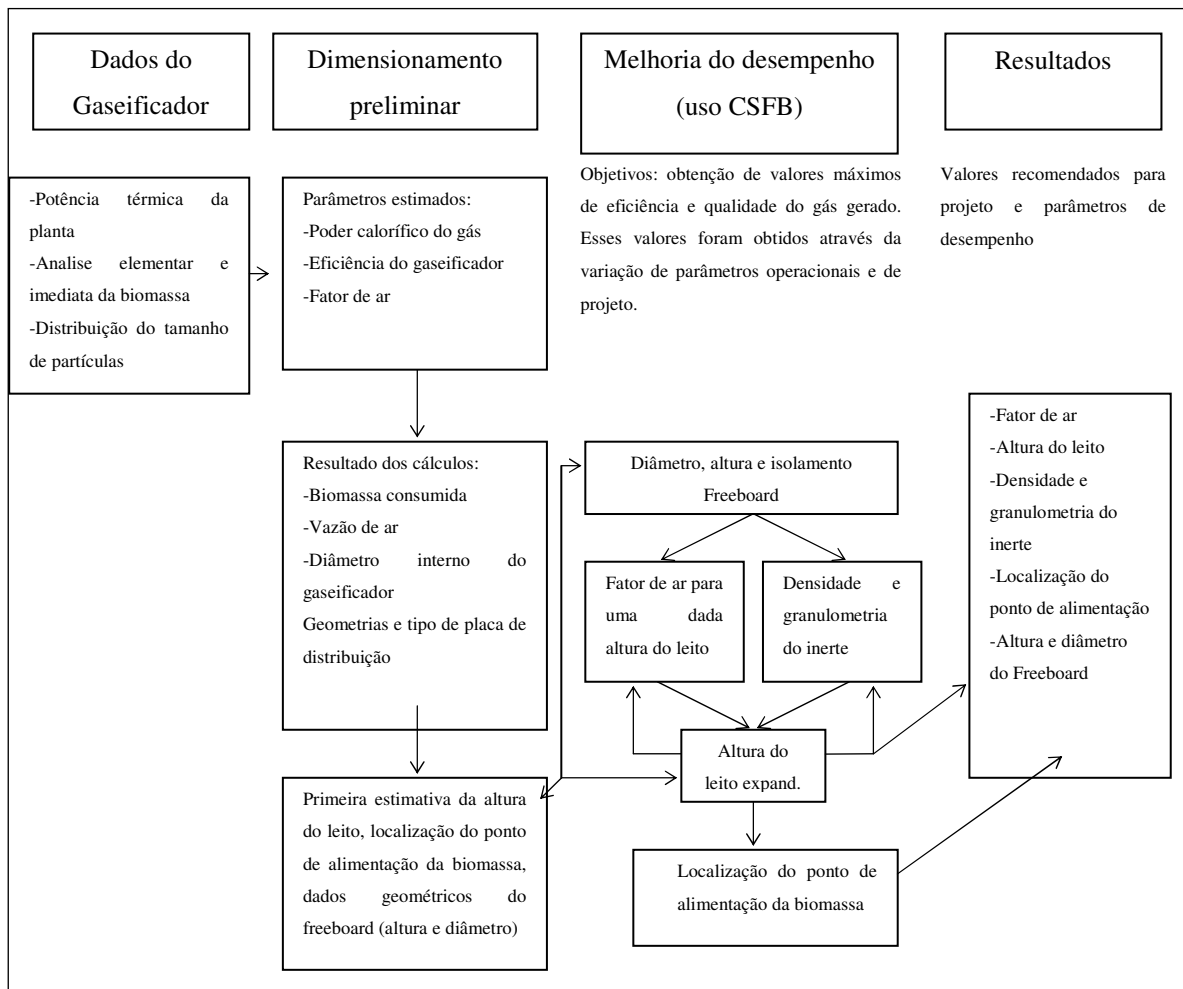 Dados do
Gaseificador
Dimensionamento
preliminar
Melhoria do desempenho
(uso CSFB)
Resultados
-Potência térmica da
planta
-Analise elementar e
imediata da biomassa
-Distribuição do tamanho
de partículas
Parâmetros estimados:
-Poder calorífico do gás
-Eficiência do gaseificador
-Fator de ar
Objetivos: obtenção de valores máximos
de eficiência e qualidade do gás gerado.
Esses valores foram obtidos através da
variação de parâmetros operacionais e de
projeto.
Valores recomendados para
projeto e parâmetros de
desempenho
Resultado dos cálculos:
-Biomassa consumida
-Vazão de ar
-Diâmetro interno do
gaseificador
Geometrias e tipo de placa de
distribuição
Diâmetro, altura e isolamento
Freeboard
Fator de ar para
uma dada
altura do leito
Densidade e
granulometria
do inerte
-Fator de ar
-Altura do leito
-Densidade e
granulometria do
inerte
-Localização do
ponto de alimentação
-Altura e diâmetro
do Freeboard
Altura do
leito expand.
Primeira estimativa da altura
do leito, localização do ponto
de alimentação da biomassa,
dados geométricos do
freeboard (altura e diâmetro)
Localização do ponto de
alimentação da biomassa